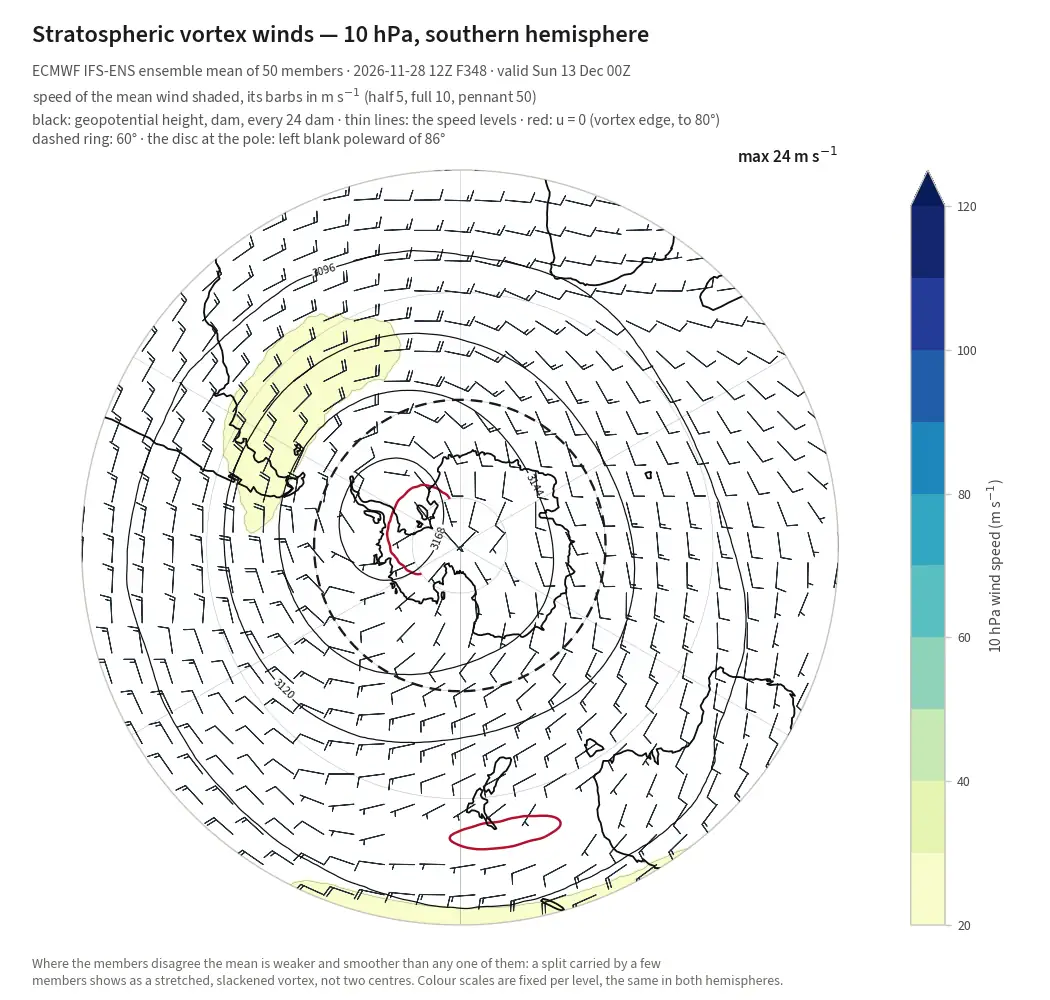 Stratospheric vortex winds — 10 hPa, southern hemisphere
ECMWF IFS-ENS ensemble mean of 50 members · 2026-11-28 12Z F348 · valid Sun 13 Dec 00Z
speed of the mean wind shaded, its barbs in m s⁻¹ (half 5, full 10, pennant 50)
black: geopotential height, dam, every 24 dam · thin lines: the speed levels · red: u = 0 (vortex edge, to 80°)
dashed ring: 60° · the disc at the pole: left blank poleward of 86°
max 24 m s⁻¹
120
100
80
60
40
20
10 hPa wind speed (m s⁻¹)
3096
3144
3168
3120
Where the members disagree the mean is weaker and smoother than any one of them: a split carried by a few
members shows as a stretched, slackened vortex, not two centres. Colour scales are fixed per level, the same in both hemispheres.